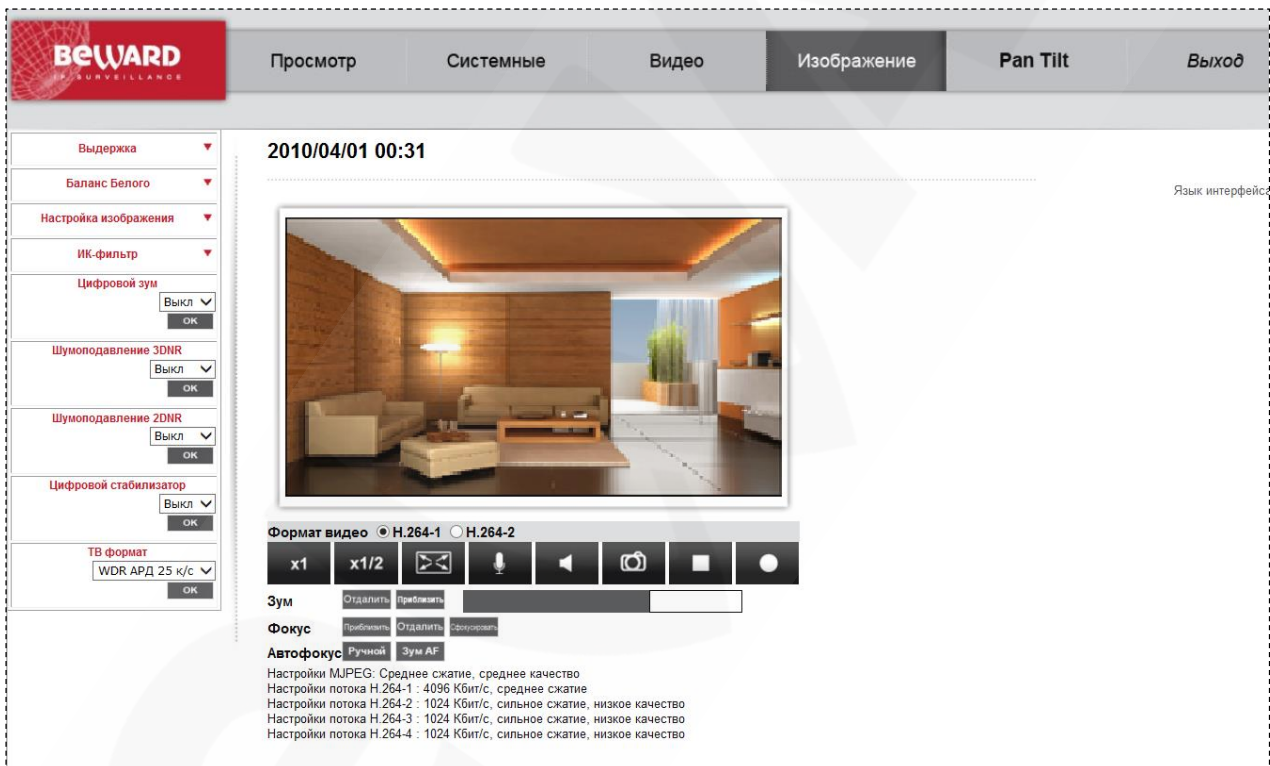 BEWARD
IP SURVEILLANCE
Просмотр Системные Видео Изображение Pan Tilt Выход
Выдержка
Баланс Белого
Настройка изображения
ИК-фильтр
Цифровой зум
Выкл
OK
Шумоподавление 3DNR
Выкл
OK
Шумоподавление 2DNR
Выкл
OK
Цифровой стабилизатор
Выкл
OK
ТВ формат
WDR АРД 25 к/с
OK
2010/04/01 00:31
Язык интерфейса
Формат видео H.264-1 H.264-2
x1 x1/2
Зум Отдалить Приблизить
Фокус Приблизить Отдалить Сфокусировать
Автофокус Ручной Зум AF
Настройки MJPEG: Среднее сжатие, среднее качество
Настройки потока H.264-1 : 4096 Кбит/с, среднее сжатие
Настройки потока H.264-2 : 1024 Кбит/с, сильное сжатие, низкое качество
Настройки потока H.264-3 : 1024 Кбит/с, сильное сжатие, низкое качество
Настройки потока H.264-4 : 1024 Кбит/с, сильное сжатие, низкое качество